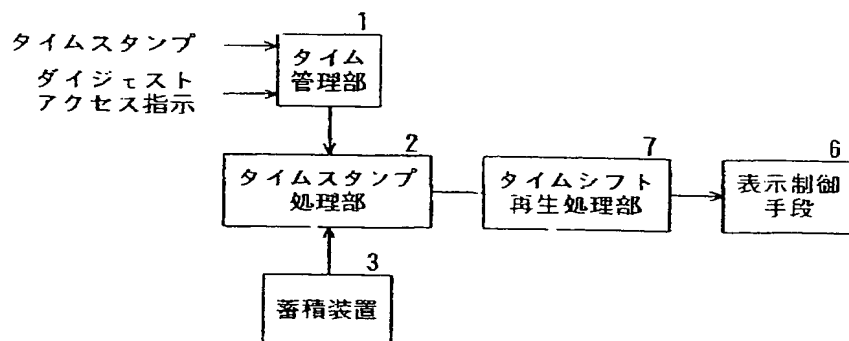 1
タイムスタンプ
タイム
管理部
ダイジェスト
アクセス指示
2
タイムスタンプ
処理部
7
タイムシフト
再生処理部
6
表示制御
手段
3
蓄積装置